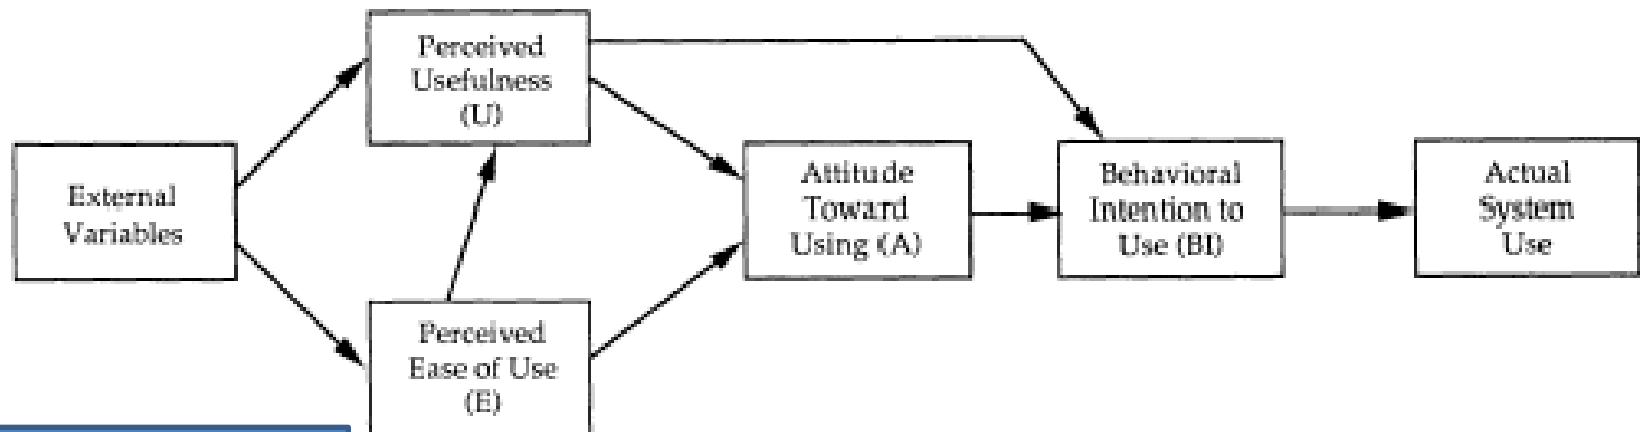 Perceived
Usefulness
(U)
External
Variables
Perceived
Ease of Use
(E)
Attitude
Toward
Using (A)
Behavioral
Intention to
Use (BI)
Actual
System
Use